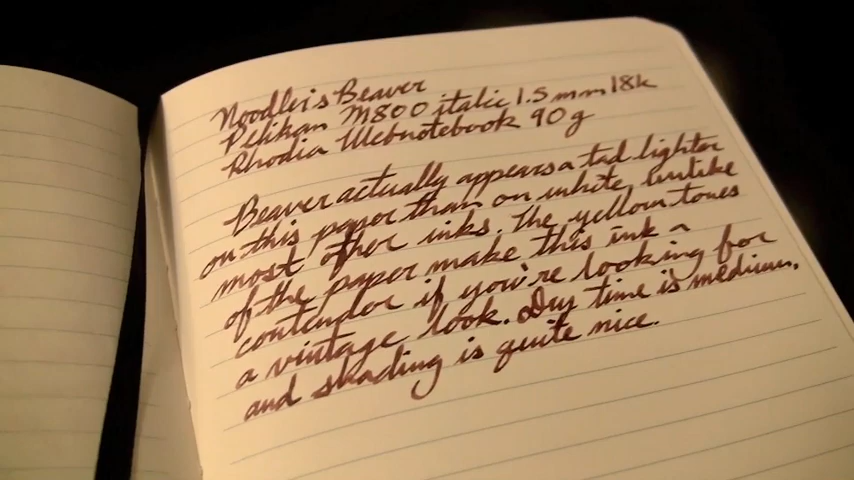 Noodler's Beaver
Pelikan M800 italic 1.5 mm 18k
Rhodia Webnotebook 90g
Beaver actually appears a tad lighter
on this paper than on white, unlike
most other inks. The yellow tones
of the paper make this ink a
contender if you're looking for
a vintage look. Dry time is medium,
and shading is quite nice.